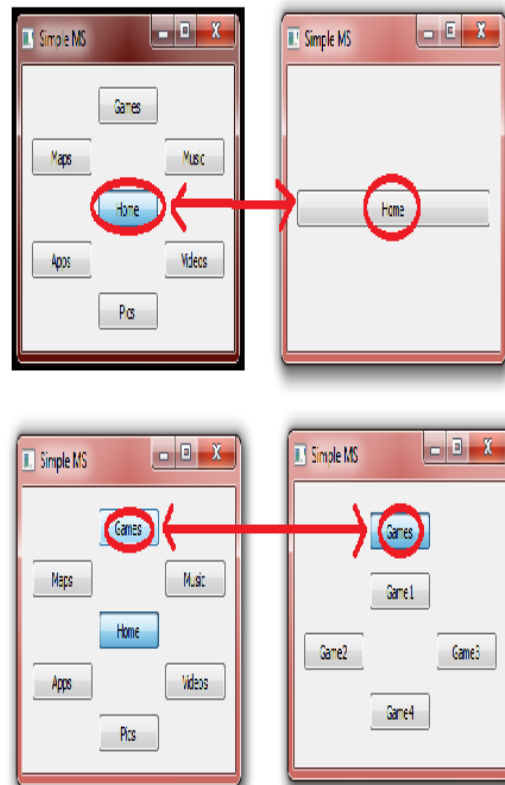 Simple MS
Games
Maps Music
Home
Apps Videos
Pics
Simple MS
Home
Simple MS
Games
Maps Music
Home
Apps Videos
Pics
Simple MS
Games
Game1
Game2 Game3
Game4